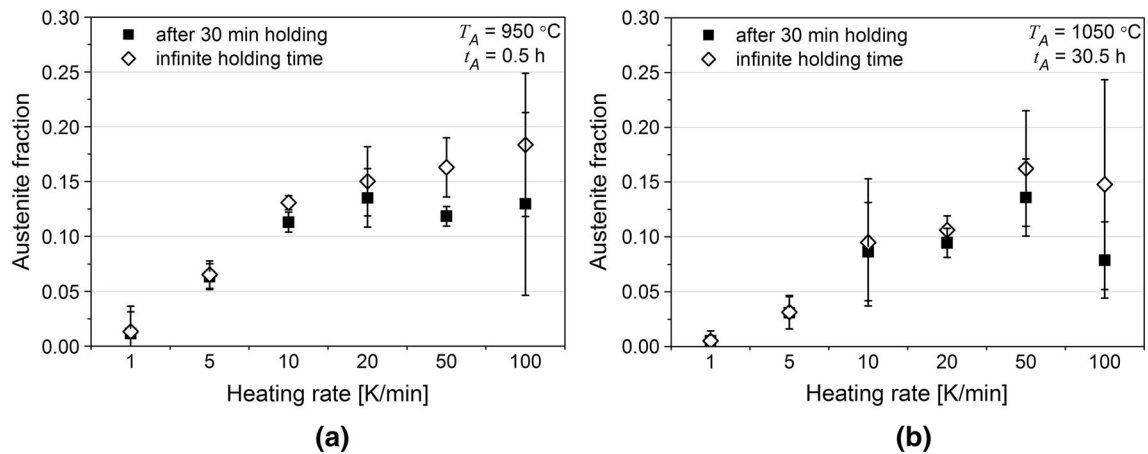 0.30
0.25
0.20
0.15
0.10
0.05
0.00
Austenite fraction
after 30 min holding
infinite holding time
T_A = 950 °C
t_A = 0.5 h
1 5 10 20 50 100
Heating rate [K/min]
(a)
0.30
0.25
0.20
0.15
0.10
0.05
0.00
Austenite fraction
after 30 min holding
infinite holding time
T_A = 1050 °C
t_A = 30.5 h
1 5 10 20 50 100
Heating rate [K/min]
(b)